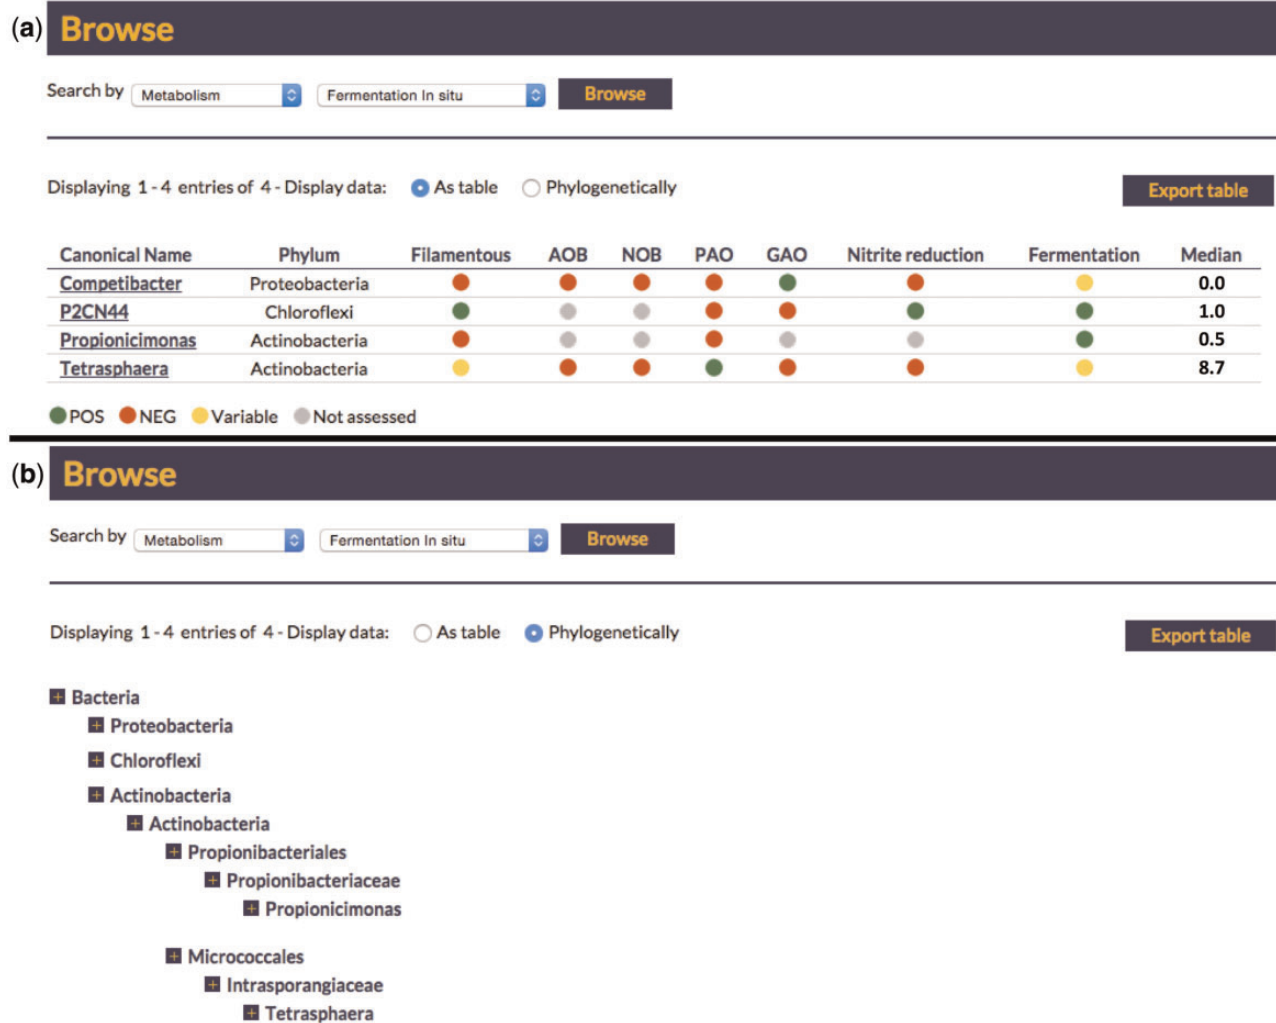 (a) Browse
Search by Metabolism Fermentation In situ Browse
Displaying 1 - 4 entries of 4 - Display data: As table Phylogenetically Export table
Canonical Name Phylum Filamentous AOB NOB PAO GAO Nitrite reduction Fermentation Median
Competibacter Proteobacteria 0.0
P2CN44 Chloroflexi 1.0
Propionicimonas Actinobacteria 0.5
Tetrasphaera Actinobacteria 8.7
POS NEG Variable Not assessed
(b) Browse
Search by Metabolism Fermentation In situ Browse
Displaying 1 - 4 entries of 4 - Display data: As table Phylogenetically Export table
Bacteria
Proteobacteria
Chloroflexi
Actinobacteria
Actinobacteria
Propionibacteriales
Propionibacteriaceae
Propionicimonas
Micrococcales
Intrasporangiaceae
Tetrasphaera